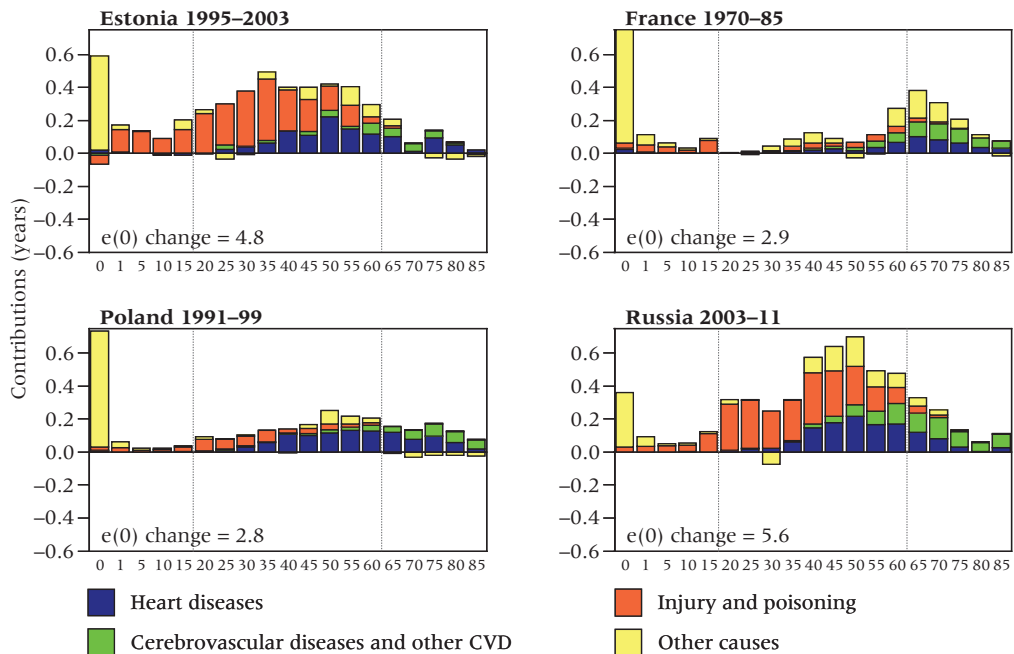 Estonia 1995–2003
0.6
0.4
0.2
0.0
−0.2
−0.4
−0.6
e(0) change = 4.8
0 1 5 10 15 20 25 30 35 40 45 50 55 60 65 70 75 80 85
France 1970–85
0.6
0.4
0.2
0.0
−0.2
−0.4
−0.6
e(0) change = 2.9
0 1 5 10 15 20 25 30 35 40 45 50 55 60 65 70 75 80 85
Contributions (years)
Poland 1991–99
0.6
0.4
0.2
0.0
−0.2
−0.4
−0.6
e(0) change = 2.8
0 1 5 10 15 20 25 30 35 40 45 50 55 60 65 70 75 80 85
Russia 2003–11
0.6
0.4
0.2
0.0
−0.2
−0.4
−0.6
e(0) change = 5.6
0 1 5 10 15 20 25 30 35 40 45 50 55 60 65 70 75 80 85
Heart diseases
Injury and poisoning
Cerebrovascular diseases and other CVD
Other causes